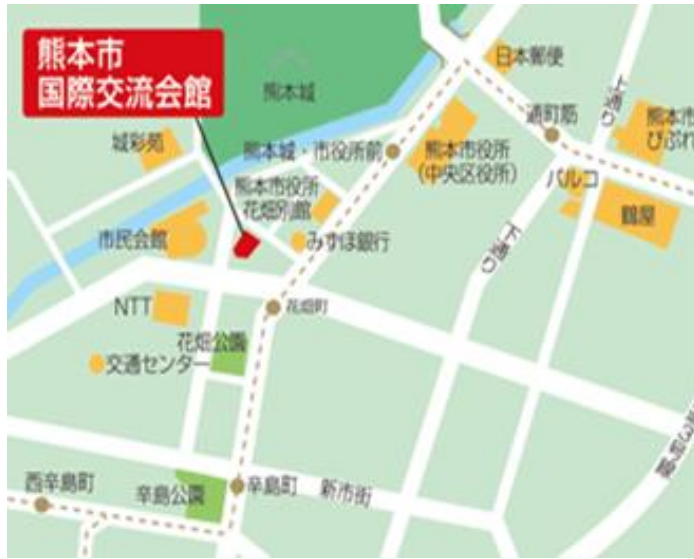 熊本市
国際交流会館
熊本城
日本郵便
上通り
通町筋
熊本市
びぷれ
城彩苑
熊本城・市役所前
熊本市役所
(中央区役所)
パルコ
熊本市役所
花畑別館
鶴屋
市民会館
みずほ銀行
下通り
NTT
花畑町
花畑公園
交通センター
西辛島町
辛島公園
辛島町
新市街